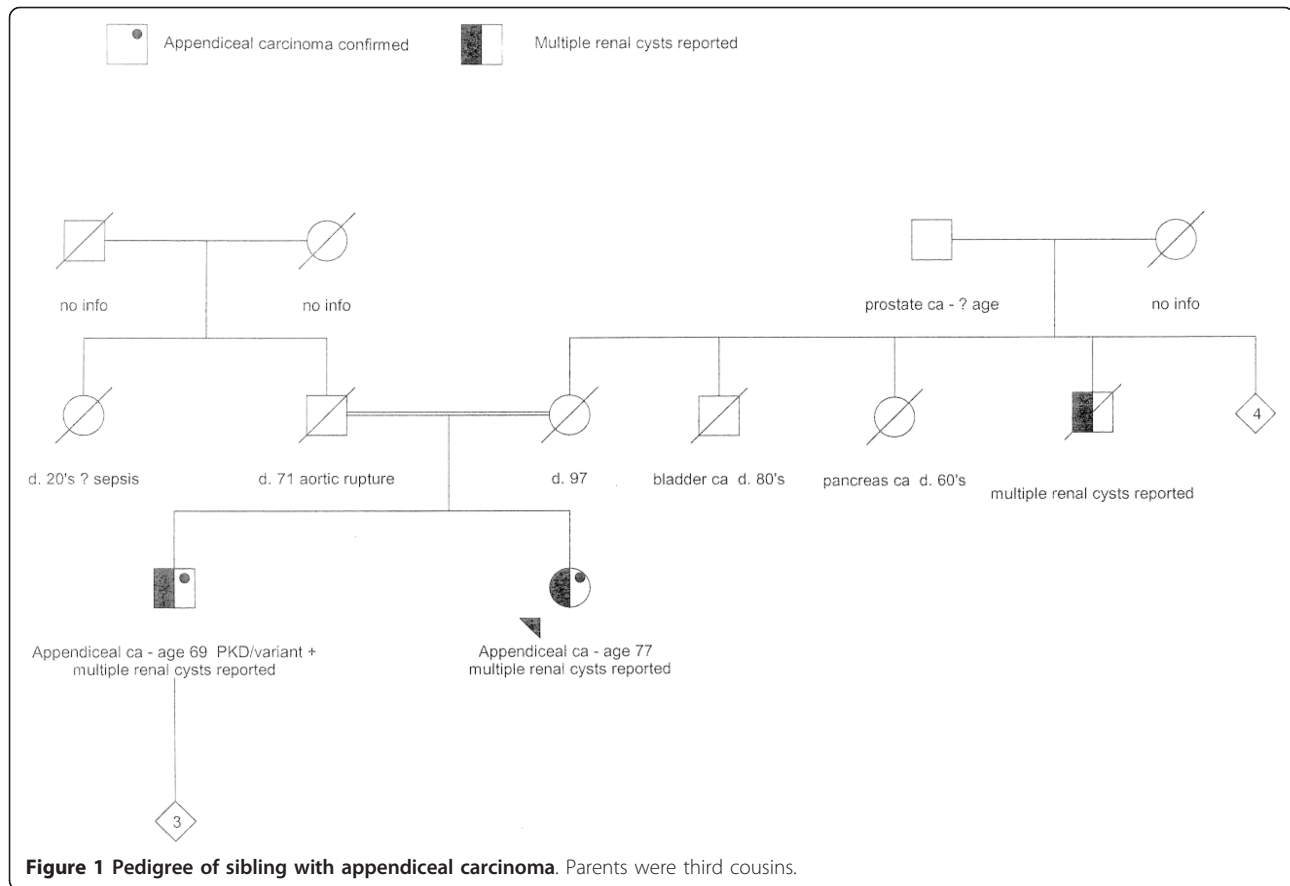 Appendiceal carcinoma confirmed
Multiple renal cysts reported
no info
no info
prostate ca - ? age
no info
4
d. 20's ? sepsis
d. 71 aortic rupture
d. 97
bladder ca d. 80's
pancreas ca d. 60's
multiple renal cysts reported
Appendiceal ca - age 69 PKD/variant +
multiple renal cysts reported
Appendiceal ca - age 77
multiple renal cysts reported
3
Figure 1 Pedigree of sibling with appendiceal carcinoma. Parents were third cousins.